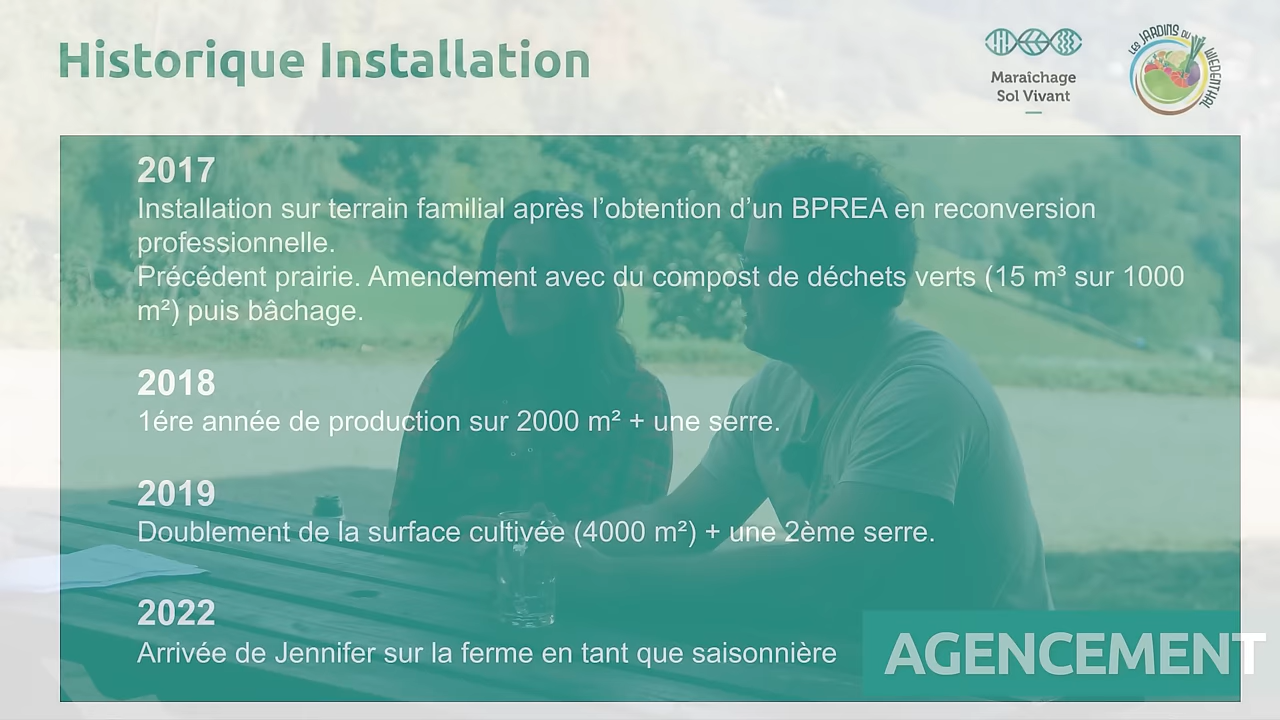 Historique Installation
Maraîchage
Sol Vivant
LES JARDINS DU WIEDENTHAL
2017
Installation sur terrain familial après l’obtention d’un BPREA en reconversion
professionnelle.
Précédent prairie. Amendement avec du compost de déchets verts (15 m³ sur 1000
m²) puis bâchage.
2018
1ére année de production sur 2000 m² + une serre.
2019
Doublement de la surface cultivée (4000 m²) + une 2ème serre.
2022
Arrivée de Jennifer sur la ferme en tant que saisonnière
AGENCEMENT